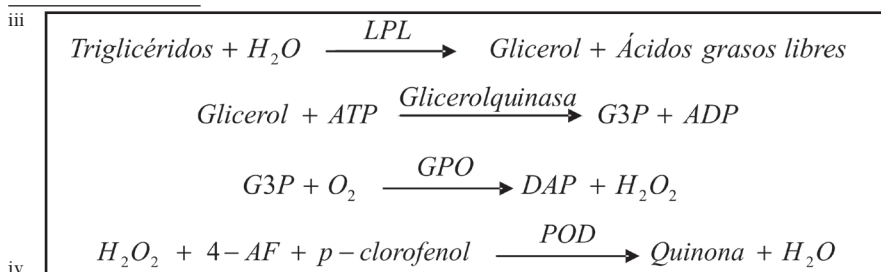 iii
Triglicéridos + H₂O LPL → Glicerol + Ácidos grasos libres
Glicerol + ATP Glicerolquinasa → G3P + ADP
G3P + O₂ GPO → DAP + H₂O₂
H₂O₂ + 4-AF + p-clorofenol POD → Quinona + H₂O
iv